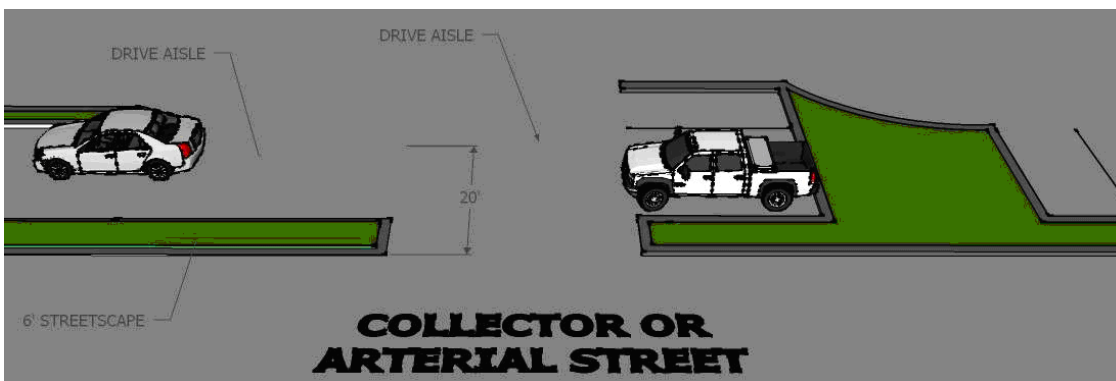 DRIVE AISLE
DRIVE AISLE
20'
6' STREETSCAPE
COLLECTOR OR
ARTERIAL STREET